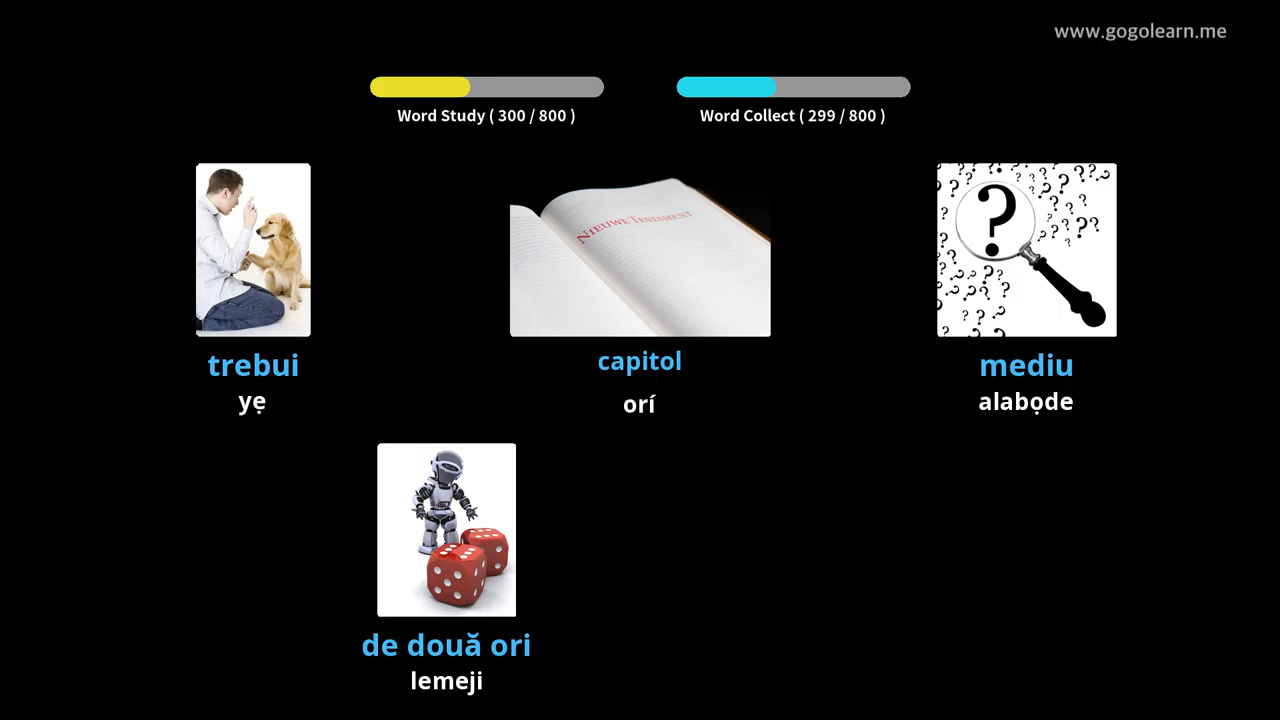 www.gogolearn.me
Word Study ( 300 / 800 )
Word Collect ( 299 / 800 )
NIEUWE TESTAMENT
?
trebui
yẹ
capitol
orí
mediu
alabọde
de două ori
lemeji